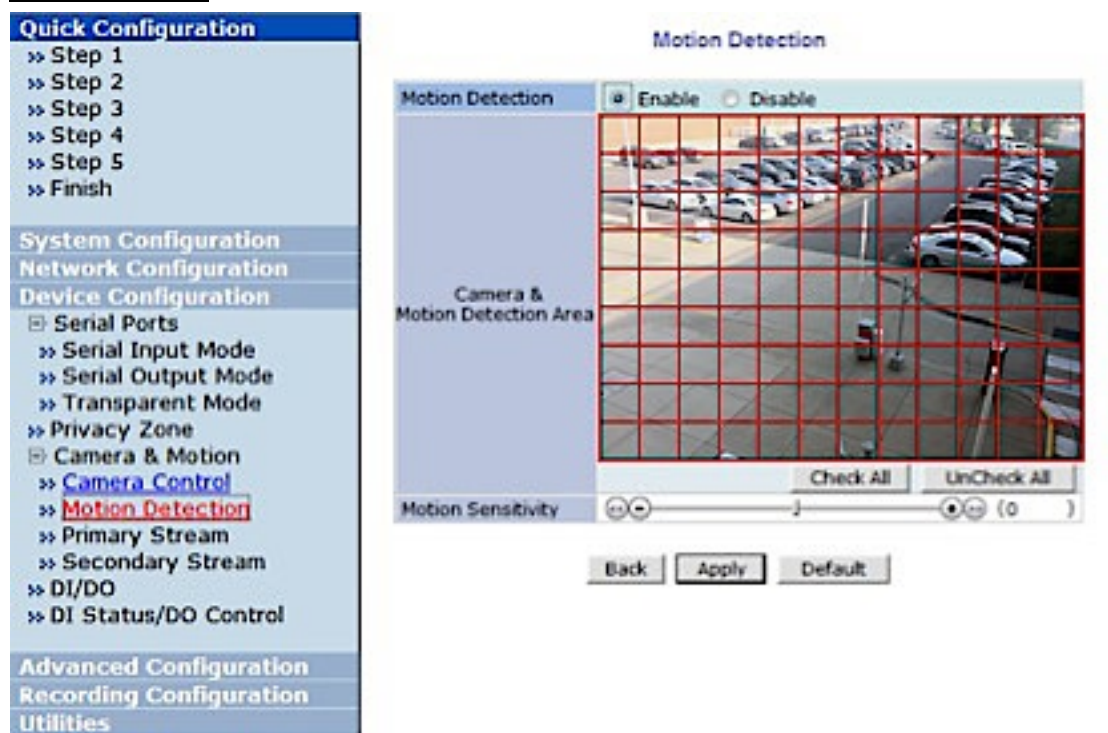 Quick Configuration
» Step 1
» Step 2
» Step 3
» Step 4
» Step 5
» Finish
System Configuration
Network Configuration
Device Configuration
Serial Ports
» Serial Input Mode
» Serial Output Mode
» Transparent Mode
» Privacy Zone
Camera & Motion
» Camera Control
» Motion Detection
» Primary Stream
» Secondary Stream
» DI/DO
» DI Status/DO Control
Advanced Configuration
Recording Configuration
Utilities
Motion Detection
Motion Detection Enable Disable
Camera &
Motion Detection Area
Check All UnCheck All
Motion Sensitivity (0 )
Back Apply Default